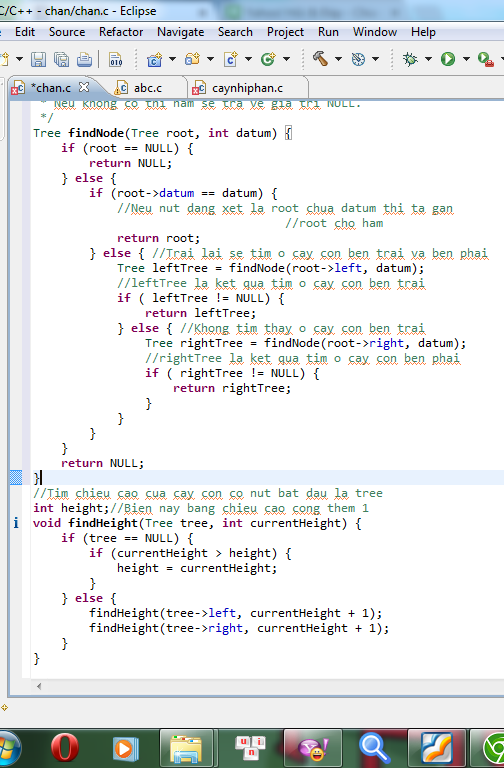 C/C++ - chan/chan.c - Eclipse
Edit Source Refactor Navigate Search Project Run Window Help
*chan.c abc.c caynhiphan.c
* Neu khong co thi ham se tra ve gia tri NULL.
*/
Tree findNode(Tree root, int datum) {
if (root == NULL) {
return NULL;
} else {
if (root->datum == datum) {
//Neu nut dang xet la root chua datum thi ta gan
//root cho ham
return root;
} else { //Trai lai se tim o cay con ben trai va ben phai
Tree leftTree = findNode(root->left, datum);
//leftTree la ket qua tim o cay con ben trai
if ( leftTree != NULL) {
return leftTree;
} else { //Khong tim thay o cay con ben trai
Tree rightTree = findNode(root->right, datum);
//rightTree la ket qua tim o cay con ben phai
if ( rightTree != NULL) {
return rightTree;
}
}
}
}
return NULL;
}
//Tim chieu cao cua cay con co nut bat dau la tree
int height;//Bien nay bang chieu cao cong them 1
void findHeight(Tree tree, int currentHeight) {
if (tree == NULL) {
if (currentHeight > height) {
height = currentHeight;
}
} else {
findHeight(tree->left, currentHeight + 1);
findHeight(tree->right, currentHeight + 1);
}
}